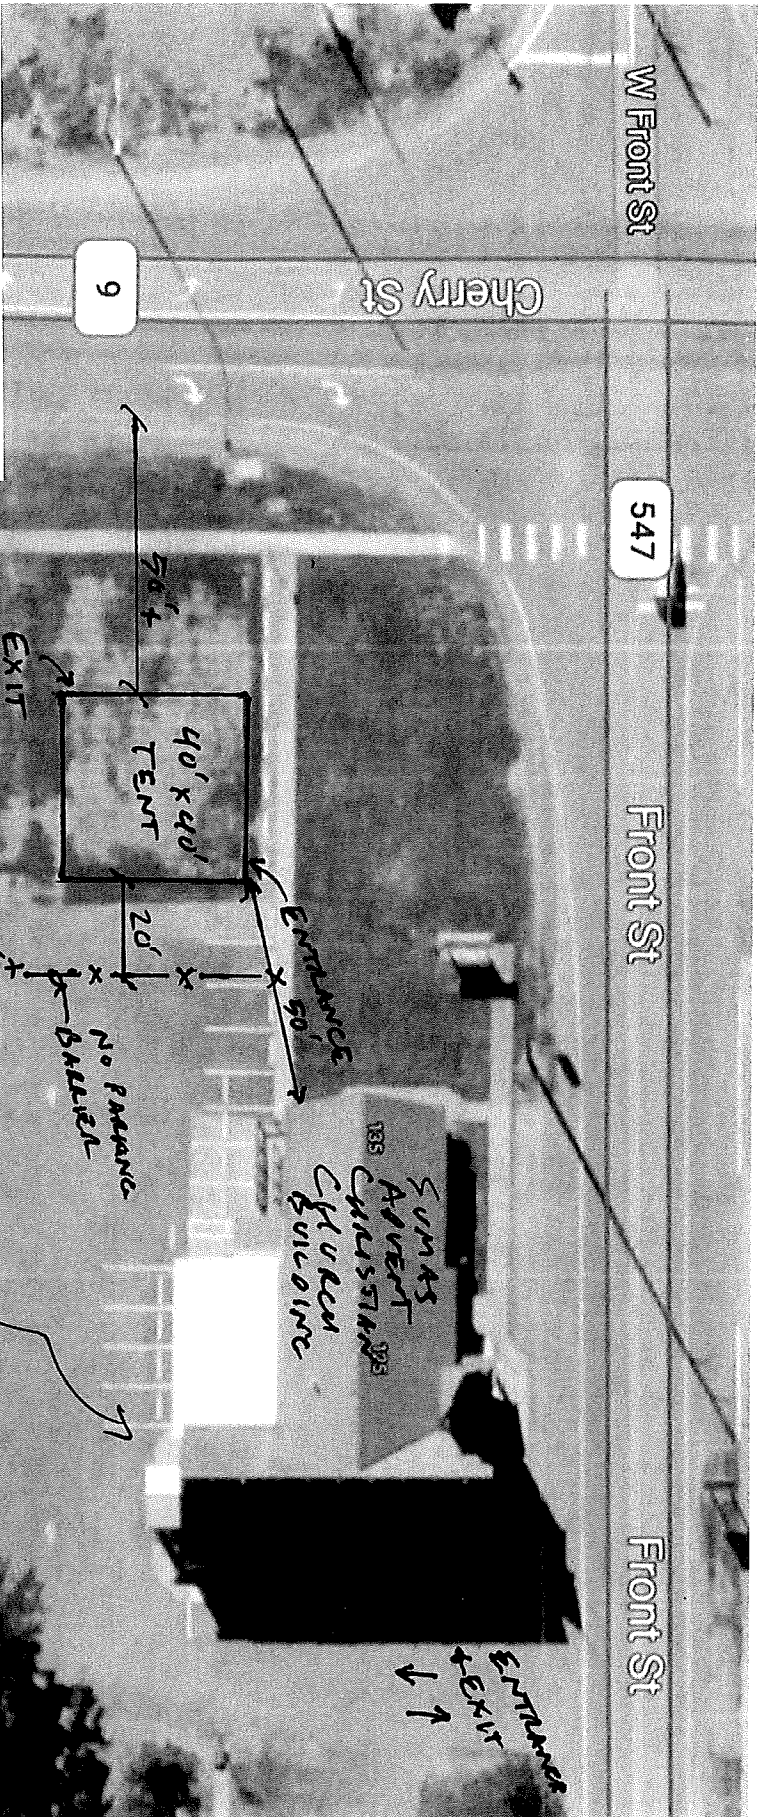 W Front St
Cherry St
9
547
Front St
Front St
50'+
EXIT
40' x 40'
TENT
20'
ENTRANCE
50'
NO PARKING
BARRIER
135
125
SUMAS
ADVENT
CHRISTIAN
CHURCH
BUILDING
ENTRANCE
+ EXIT